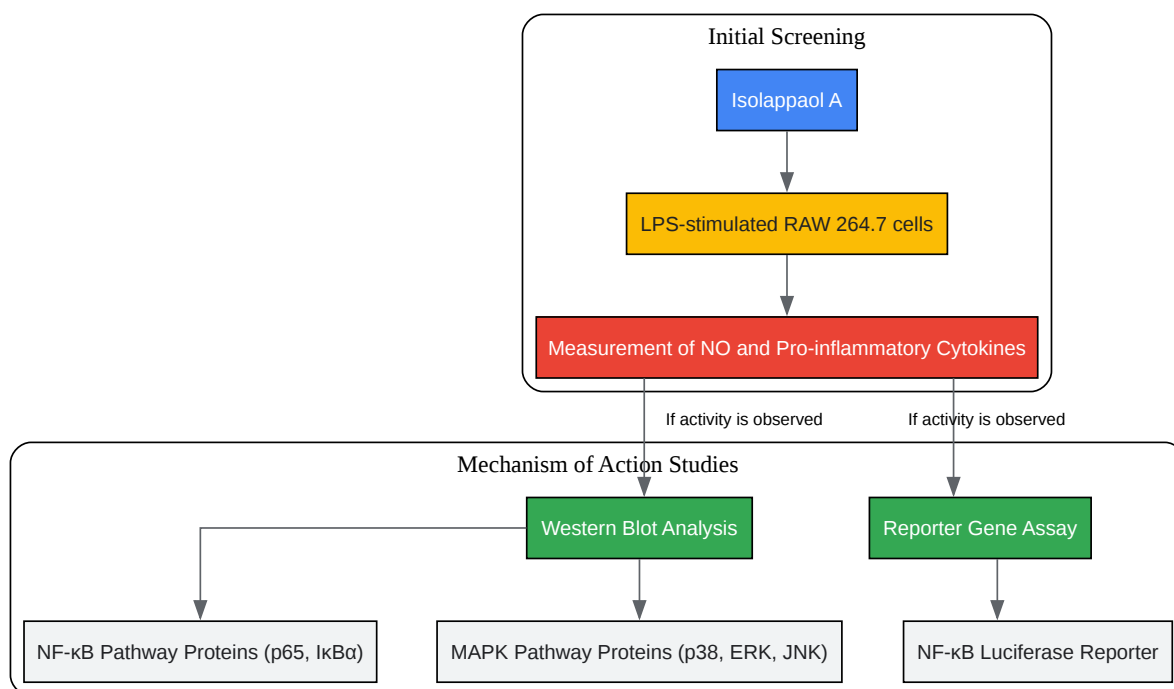 Initial Screening
Isolappaol A
LPS-stimulated RAW 264.7 cells
Measurement of NO and Pro-inflammatory Cytokines
If activity is observed
If activity is observed
Mechanism of Action Studies
Western Blot Analysis
Reporter Gene Assay
NF-κB Pathway Proteins (p65, IκBα)
MAPK Pathway Proteins (p38, ERK, JNK)
NF-κB Luciferase Reporter